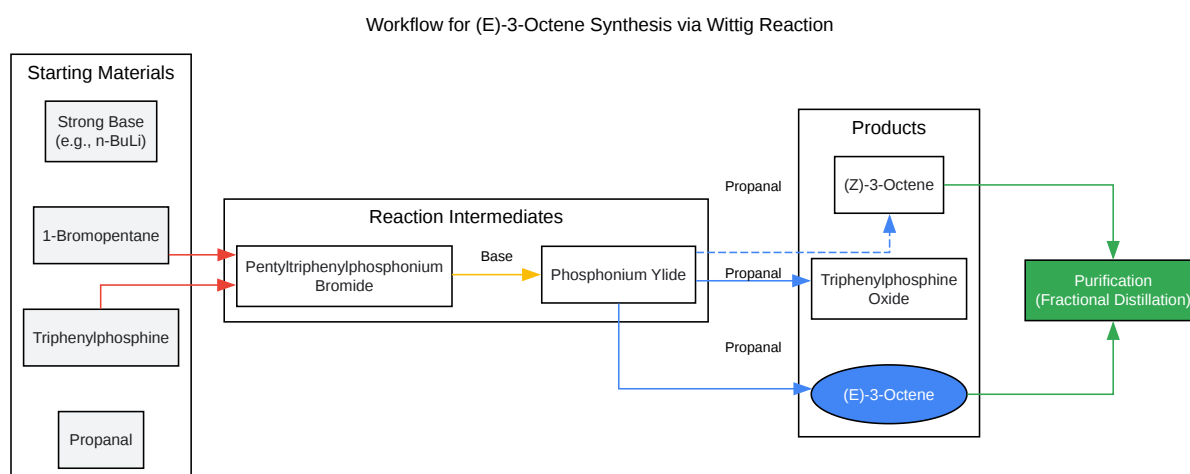 Workflow for (E)-3-Octene Synthesis via Wittig Reaction
Starting Materials
Strong Base
(e.g., n-BuLi)
1-Bromopentane
Triphenylphosphine
Propanal
Reaction Intermediates
Pentyltriphenylphosphonium
Bromide
Base
Phosphonium Ylide
Propanal
Propanal
Propanal
Products
(Z)-3-Octene
Triphenylphosphine
Oxide
(E)-3-Octene
Purification
(Fractional Distillation)